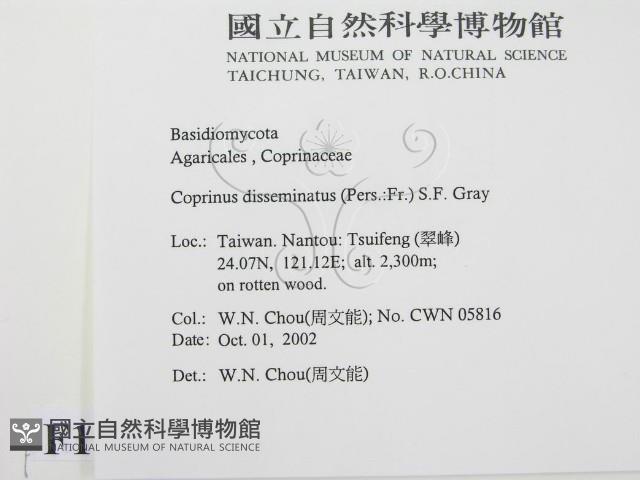 國立自然科學博物館
NATIONAL MUSEUM OF NATURAL SCIENCE
TAICHUNG, TAIWAN, R.O.CHINA
Basidiomycota
Agaricales , Coprinaceae
Coprinus disseminatus (Pers.:Fr.) S.F. Gray
Loc.: Taiwan. Nantou: Tsuifeng (翠峰)
24.07N, 121.12E; alt. 2,300m;
on rotten wood.
Col.: W.N. Chou(周文能); No. CWN 05816
Date: Oct. 01, 2002
Det.: W.N. Chou(周文能)
FI
國立自然科學博物館
NATIONAL MUSEUM OF NATURAL SCIENCE